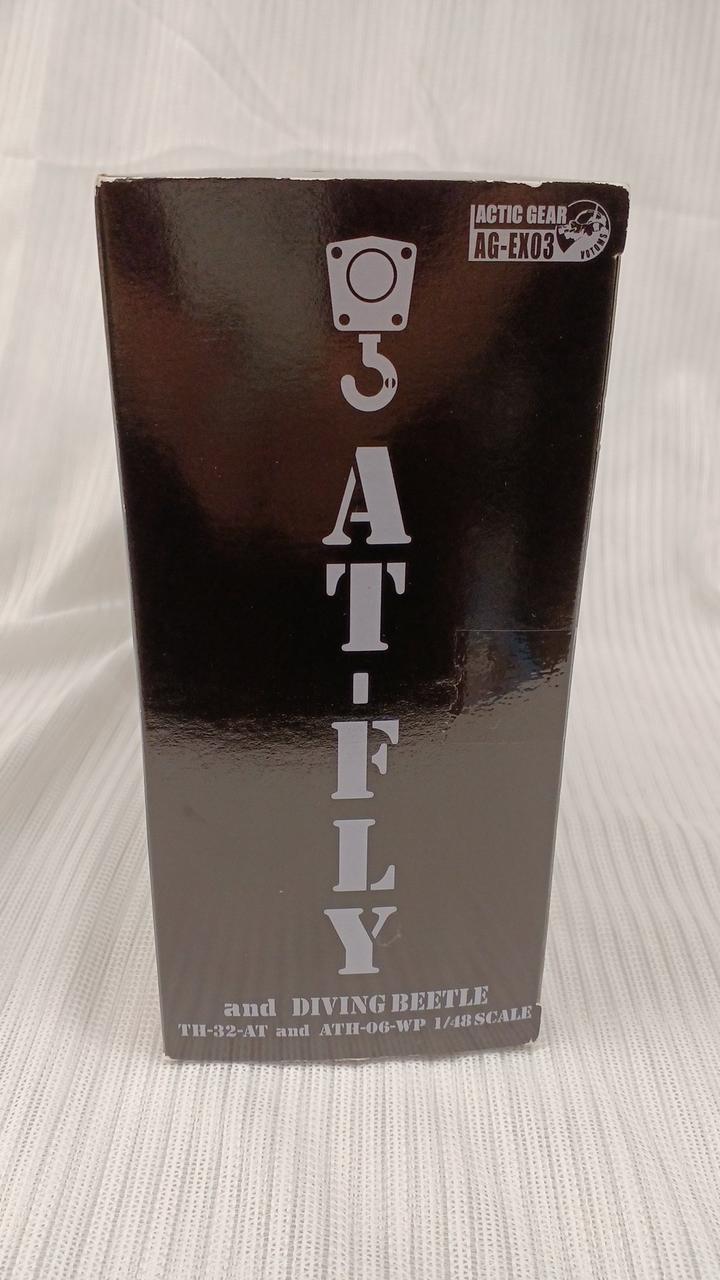 ACTIC GEAR
AG-EX03
VOTOMS
AT-FLY
and DIVING BEETLE
TH-32-AT and ATH-06-WP 1/48 SCALE